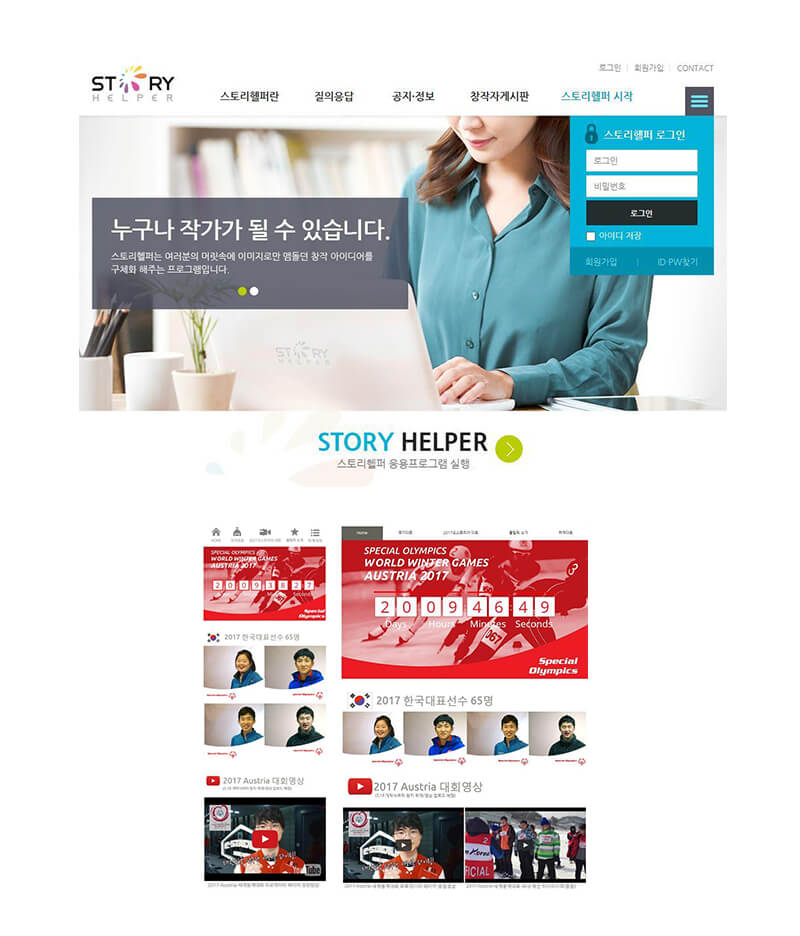 로그인 | 회원가입 | CONTACT
STORY
HELPER
스토리헬퍼란 질의응답 공지·정보 창작자게시판 스토리헬퍼 시작
스토리헬퍼 로그인
로그인
비밀번호
로그인
아이디 저장
회원가입 | ID·PW찾기
누구나 작가가 될 수 있습니다.
스토리헬퍼는 여러분의 머릿속에 이미지로만 맴돌던 창작 아이디어를
구체화 해주는 프로그램입니다.
STORY
HELPER
STORY HELPER
스토리헬퍼 응용프로그램 실행
HOME
SPECIAL OLYMPICS
WORLD WINTER GAMES
AUSTRIA 2017
2 0 0 9 3 8 2 7
Seconds
Special
Olympics
2017 한국대표선수 65명
2017 Austria 대회영상
You Tube
Home
SPECIAL OLYMPICS
WORLD WINTER GAMES
AUSTRIA 2017
2 0 0 9 4 6 4 9
Days Hours Minutes Seconds
067
3
Special
Olympics
2017 한국대표선수 65명
2017 Austria 대회영상